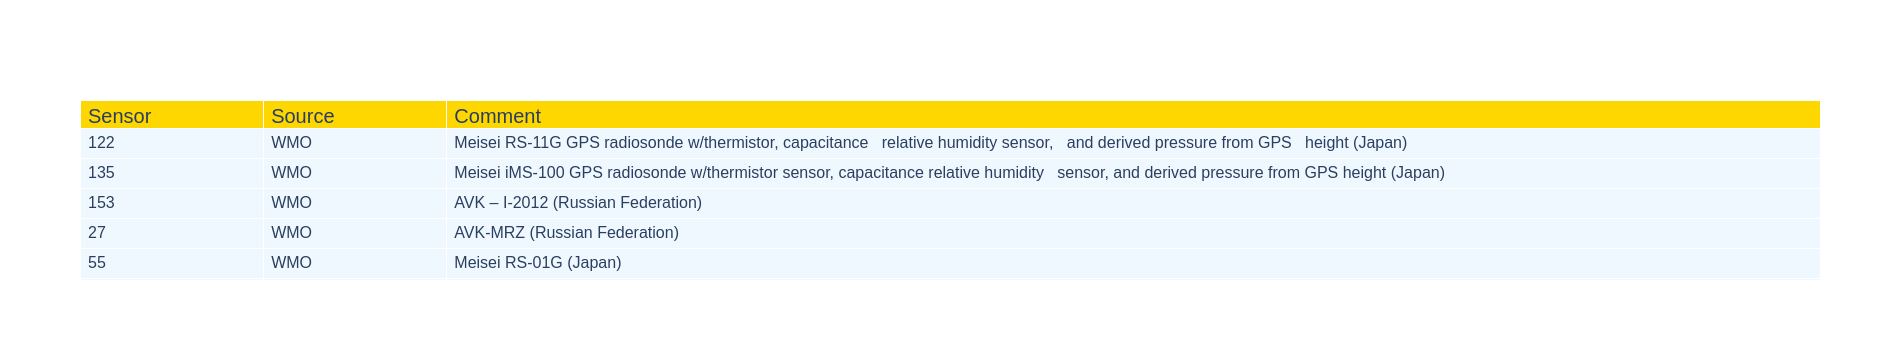 Sensor Source Comment
122 WMO Meisei RS-11G GPS radiosonde w/thermistor, capacitance   relative humidity sensor,   and derived pressure from GPS   height (Japan)
135 WMO Meisei iMS-100 GPS radiosonde w/thermistor sensor, capacitance relative humidity   sensor, and derived pressure from GPS height (Japan)
153 WMO AVK – I-2012 (Russian Federation)
27 WMO AVK-MRZ (Russian Federation)
55 WMO Meisei RS-01G (Japan)